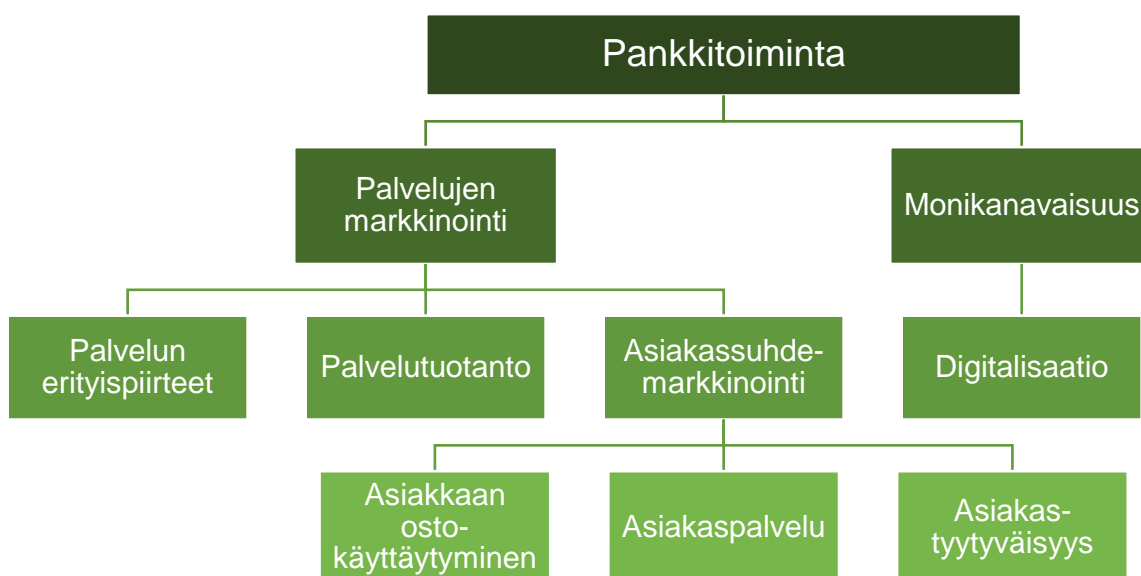 Pankkitoiminta
Palvelujen
markkinointi
Monikanavaisuus
Palvelun
erityispiirteet
Palvelutuotanto
Asiakassuhde-
markkinointi
Digitalisaatio
Asiakkaan
osto-
käyttäytyminen
Asiakaspalvelu
Asiakas-
tyytyväisyys